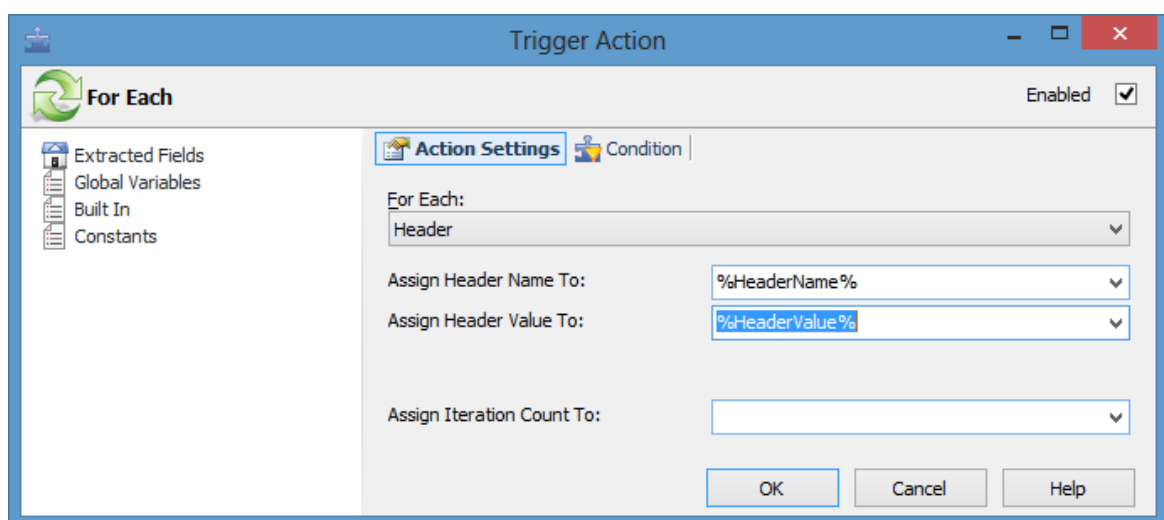 Trigger Action
For Each
Enabled
Extracted Fields
Global Variables
Built In
Constants
Action Settings
Condition
For Each:
Header
Assign Header Name To:
%HeaderName%
Assign Header Value To:
%HeaderValue%
Assign Iteration Count To:
OK
Cancel
Help